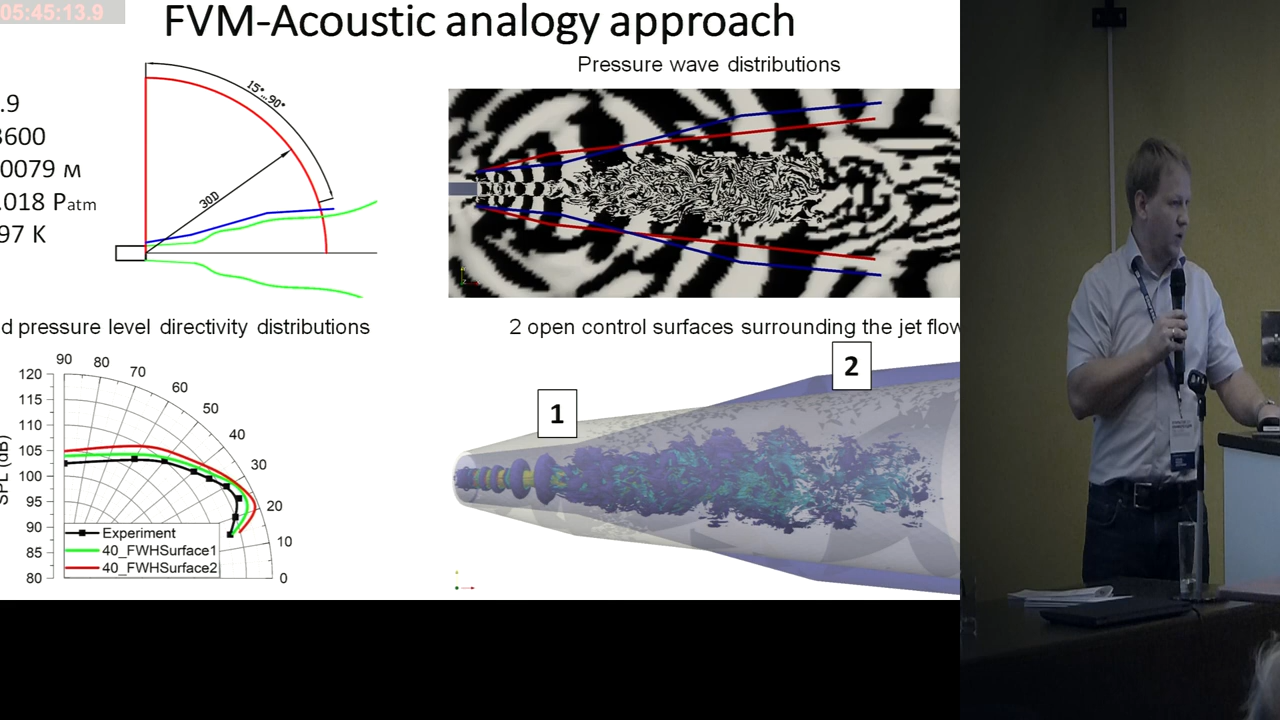 05:45:13.9
FVM-Acoustic analogy approach
Pressure wave distributions
15°...90°
30D
.9
3600
0079 м
.018 Patm
97 K
d pressure level directivity distributions
2 open control surfaces surrounding the jet flow
90
80
70
60
50
40
30
20
10
0
120
115
110
105
100
95
90
85
80
SPL (dB)
Experiment
40_FWHSurface1
40_FWHSurface2
1
2